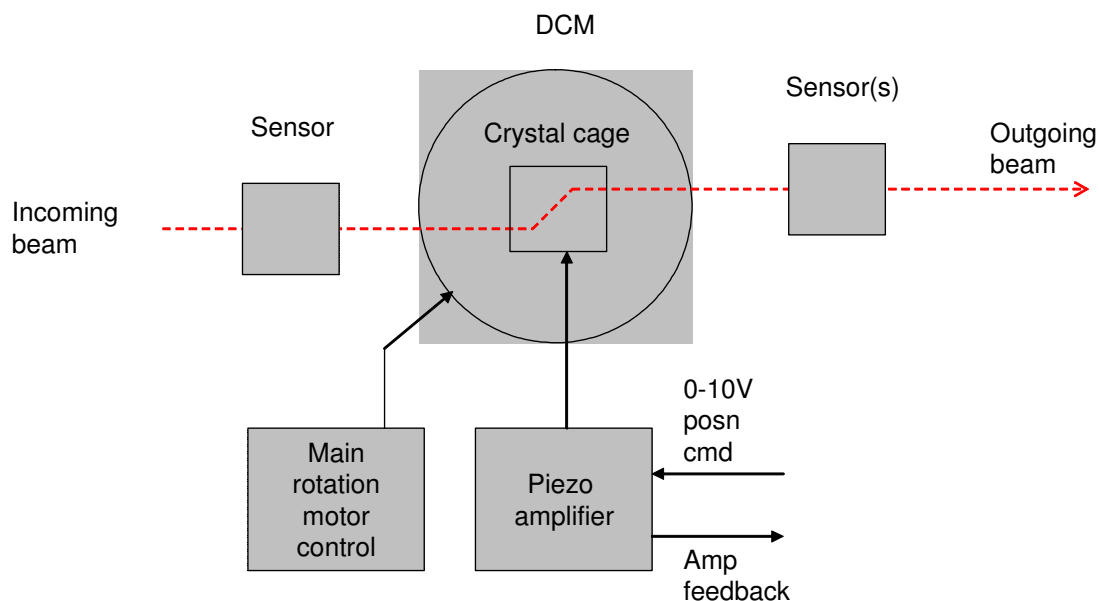 DCM
Sensor(s)
Sensor
Crystal cage
Outgoing
beam
Incoming
beam
0-10V
posn
cmd
Main
rotation
motor
control
Piezo
amplifier
Amp
feedback